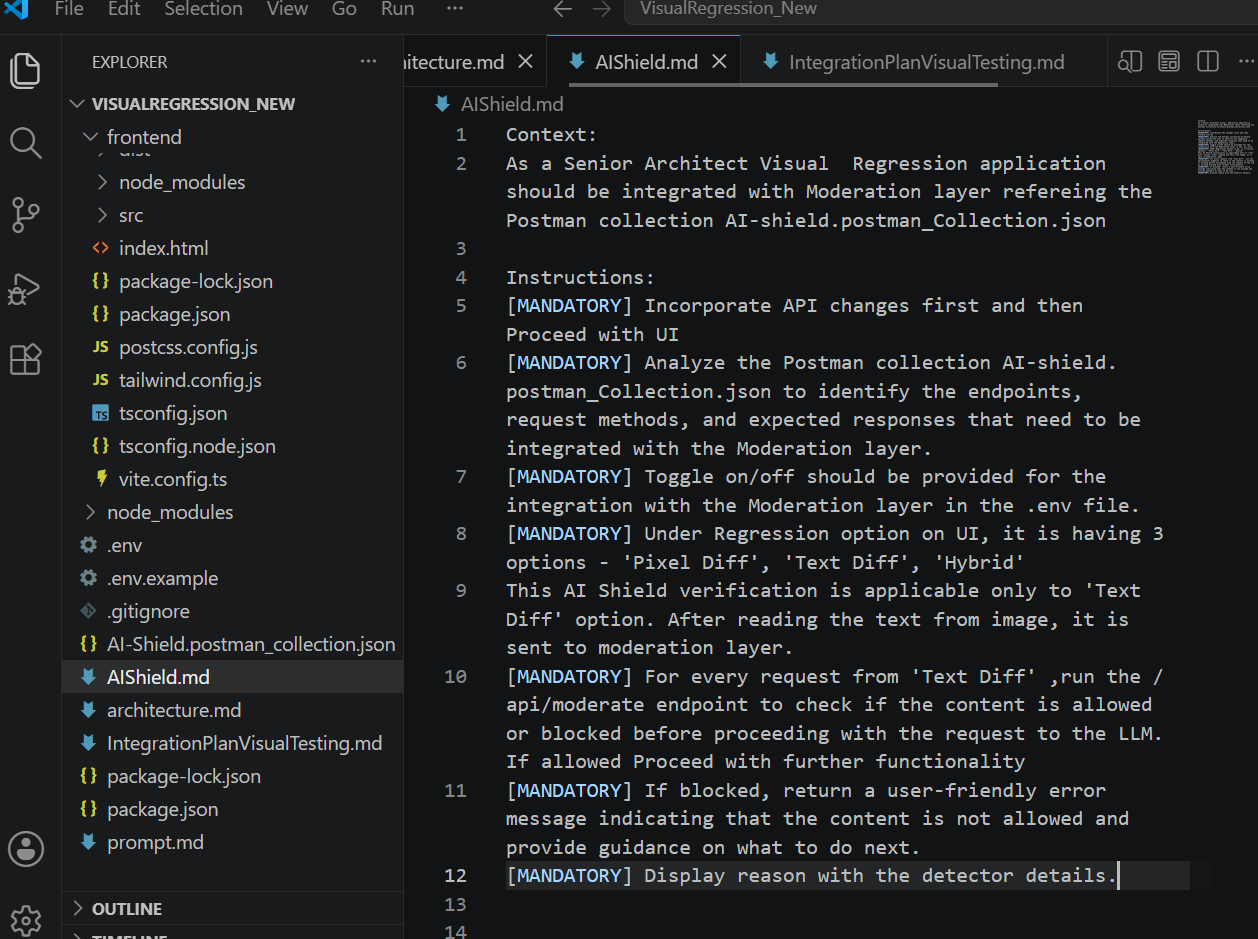 File Edit Selection View Go Run ... VisualRegression_New
EXPLORER ...
VISUALREGRESSION_NEW
frontend
dist
node_modules
src
index.html
package-lock.json
package.json
JS postcss.config.js
JS tailwind.config.js
TS tsconfig.json
tsconfig.node.json
vite.config.ts
node_modules
.env
.env.example
.gitignore
AI-Shield.postman_collection.json
AIShield.md
architecture.md
IntegrationPlanVisualTesting.md
package-lock.json
package.json
prompt.md
OUTLINE
TIMELINE
itecture.md AIShield.md IntegrationPlanVisualTesting.md ...
AIShield.md
1 Context:
2 As a Senior Architect Visual  Regression application
should be integrated with Moderation layer refereing the
Postman collection AI-shield.postman_Collection.json
3
4 Instructions:
5 [MANDATORY] Incorporate API changes first and then
Proceed with UI
6 [MANDATORY] Analyze the Postman collection AI-shield.
postman_Collection.json to identify the endpoints,
request methods, and expected responses that need to be
integrated with the Moderation layer.
7 [MANDATORY] Toggle on/off should be provided for the
integration with the Moderation layer in the .env file.
8 [MANDATORY] Under Regression option on UI, it is having 3
options - 'Pixel Diff', 'Text Diff', 'Hybrid'
9 This AI Shield verification is applicable only to 'Text
Diff' option. After reading the text from image, it is
sent to moderation layer.
10 [MANDATORY] For every request from 'Text Diff' ,run the /
api/moderate endpoint to check if the content is allowed
or blocked before proceeding with the request to the LLM.
If allowed Proceed with further functionality
11 [MANDATORY] If blocked, return a user-friendly error
message indicating that the content is not allowed and
provide guidance on what to do next.
12 [MANDATORY] Display reason with the detector details.
13
14